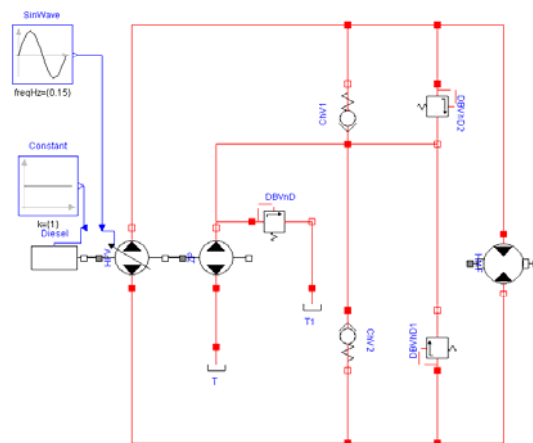 SinWave
freqHz=(0.15)
Constant
k=(1)
Diesel
ChV1
DBVnD2
DBVnD
T1
T
ChV2
DBVnD1